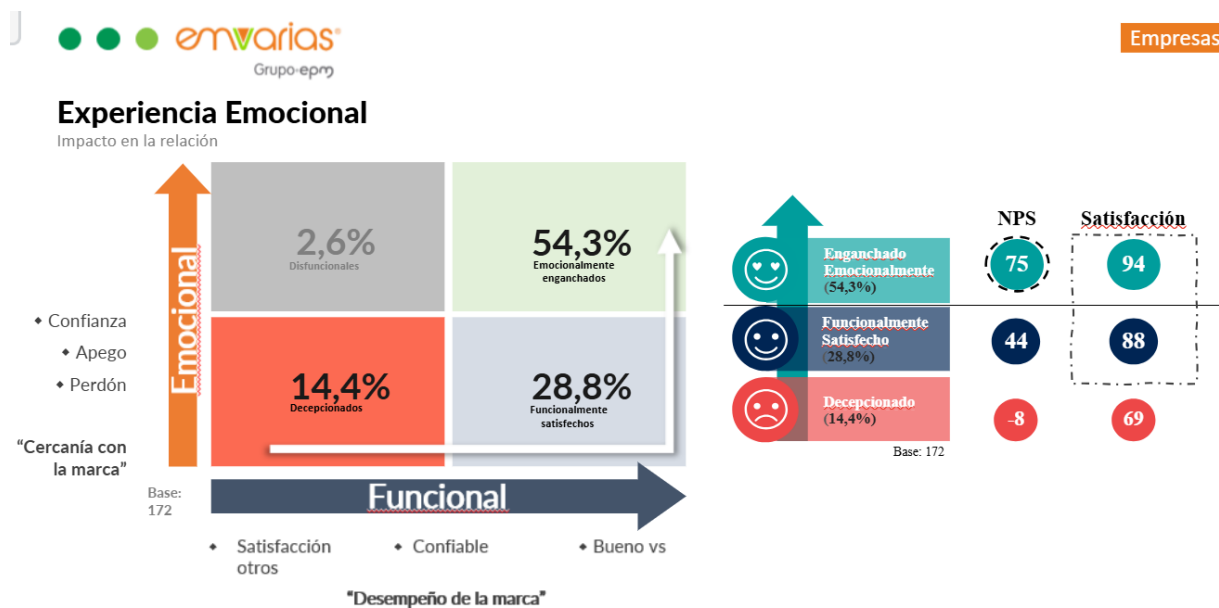 emvarias®
Grupo-epm
Empresas
Experiencia Emocional
Impacto en la relación
Emocional
2,6%
Disfuncionales
54,3%
Emocionalmente
enganchados
14,4%
Decepcionados
28,8%
Funcionalmente
satisfechos
Confianza
Apego
Perdón
“Cercanía con
la marca”
Base:
172
Funcional
Satisfacción
otros
Confiable
Bueno vs
“Desempeño de la marca”
NPS
Satisfacción
Enganchado
Emocionalmente
(54,3%)
75
94
Funcionalmente
Satisfecho
(28,8%)
44
88
Decepcionado
(14,4%)
-8
69
Base: 172